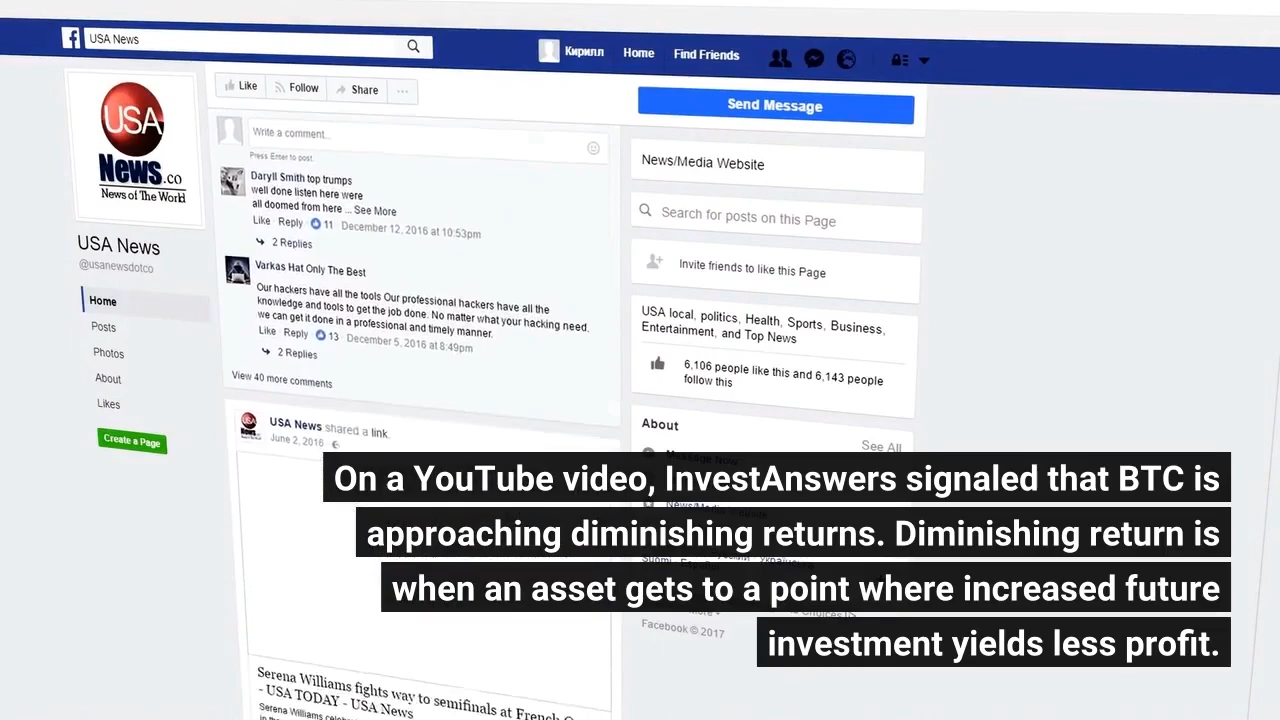 USA News
Кирилл
Home
Find Friends
USA
News.co
News of The World
USA News
@usanewsdotco
Home
Posts
Photos
About
Likes
Create a Page
Like
Follow
Share
Write a comment...
Press Enter to post.
Daryll Smith top trumps
well done listen here were
all doomed from here ... See More
Like Reply 11 December 12, 2016 at 10:53pm
2 Replies
Varkas Hat Only The Best
Our hackers have all the tools Our professional hackers have all the
knowledge and tools to get the job done. No matter what your hacking need,
we can get it done in a professional and timely manner.
Like Reply 13 December 5, 2016 at 8:49pm
2 Replies
View 40 more comments
USA News shared a link.
June 2, 2016
Serena Williams fights way to semifinals at French
- USA TODAY - USA News
Send Message
News/Media Website
Search for posts on this Page
Invite friends to like this Page
USA local, politics, Health, Sports, Business,
Entertainment, and Top News
6,106 people like this and 6,143 people
follow this
About
See All
Message Now
Facebook © 2017
On a YouTube video, InvestAnswers signaled that BTC is
approaching diminishing returns. Diminishing return is
when an asset gets to a point where increased future
investment yields less profit.